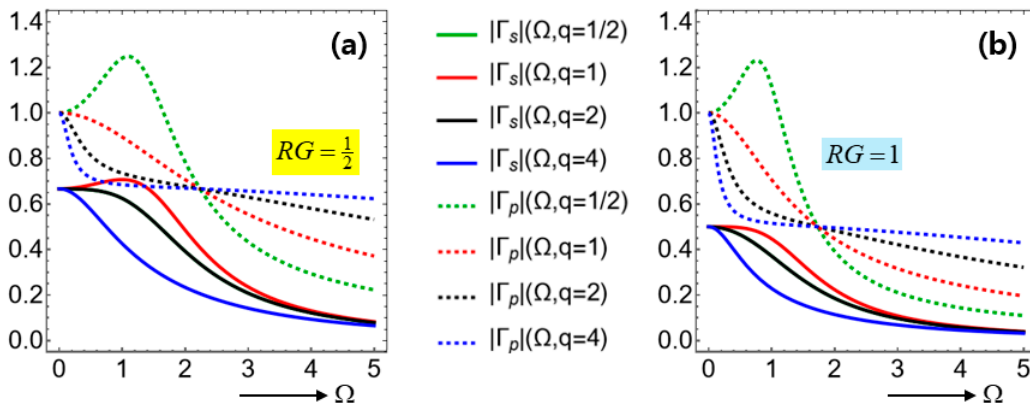 1.4
1.2
1.0
0.8
0.6
0.4
0.2
0.0
0 1 2 3 4 5
Ω
(a)
RG = 1/2
|Γs|(Ω,q=1/2)
|Γs|(Ω,q=1)
|Γs|(Ω,q=2)
|Γs|(Ω,q=4)
|Γp|(Ω,q=1/2)
|Γp|(Ω,q=1)
|Γp|(Ω,q=2)
|Γp|(Ω,q=4)
1.4
1.2
1.0
0.8
0.6
0.4
0.2
0.0
0 1 2 3 4 5
Ω
(b)
RG = 1